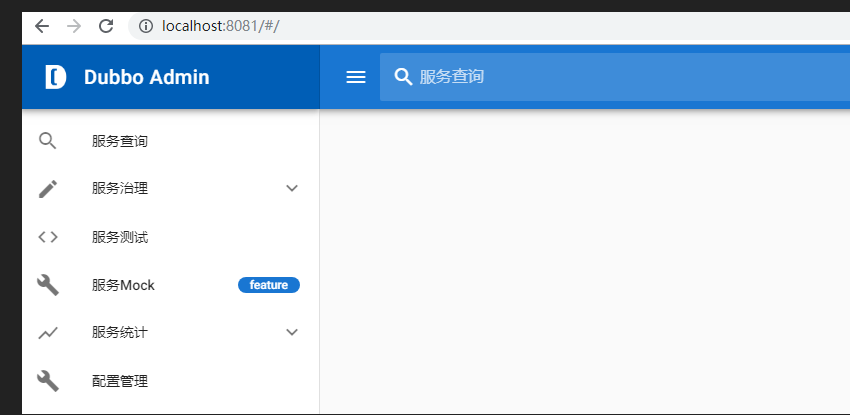 localhost:8081/#/
Dubbo Admin
服务查询
服务查询
服务治理
服务测试
服务Mock feature
服务统计
配置管理